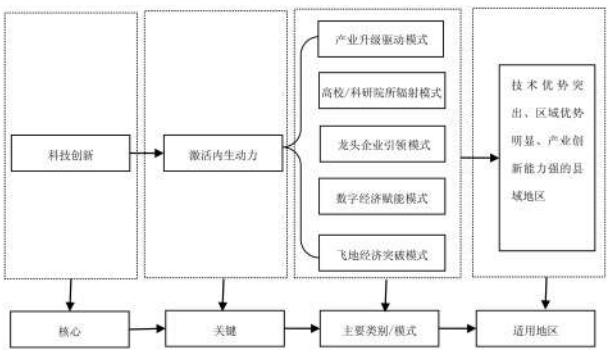 产业升级驱动模式
高校/科研院所辐射模式
科技创新
激活内生动力
龙头企业引领模式
数字经济赋能模式
飞地经济突破模式
技术优势突
出、区域优势
明显、产业创
新能力强的县
域地区
核心
关键
主要类别/模式
适用地区